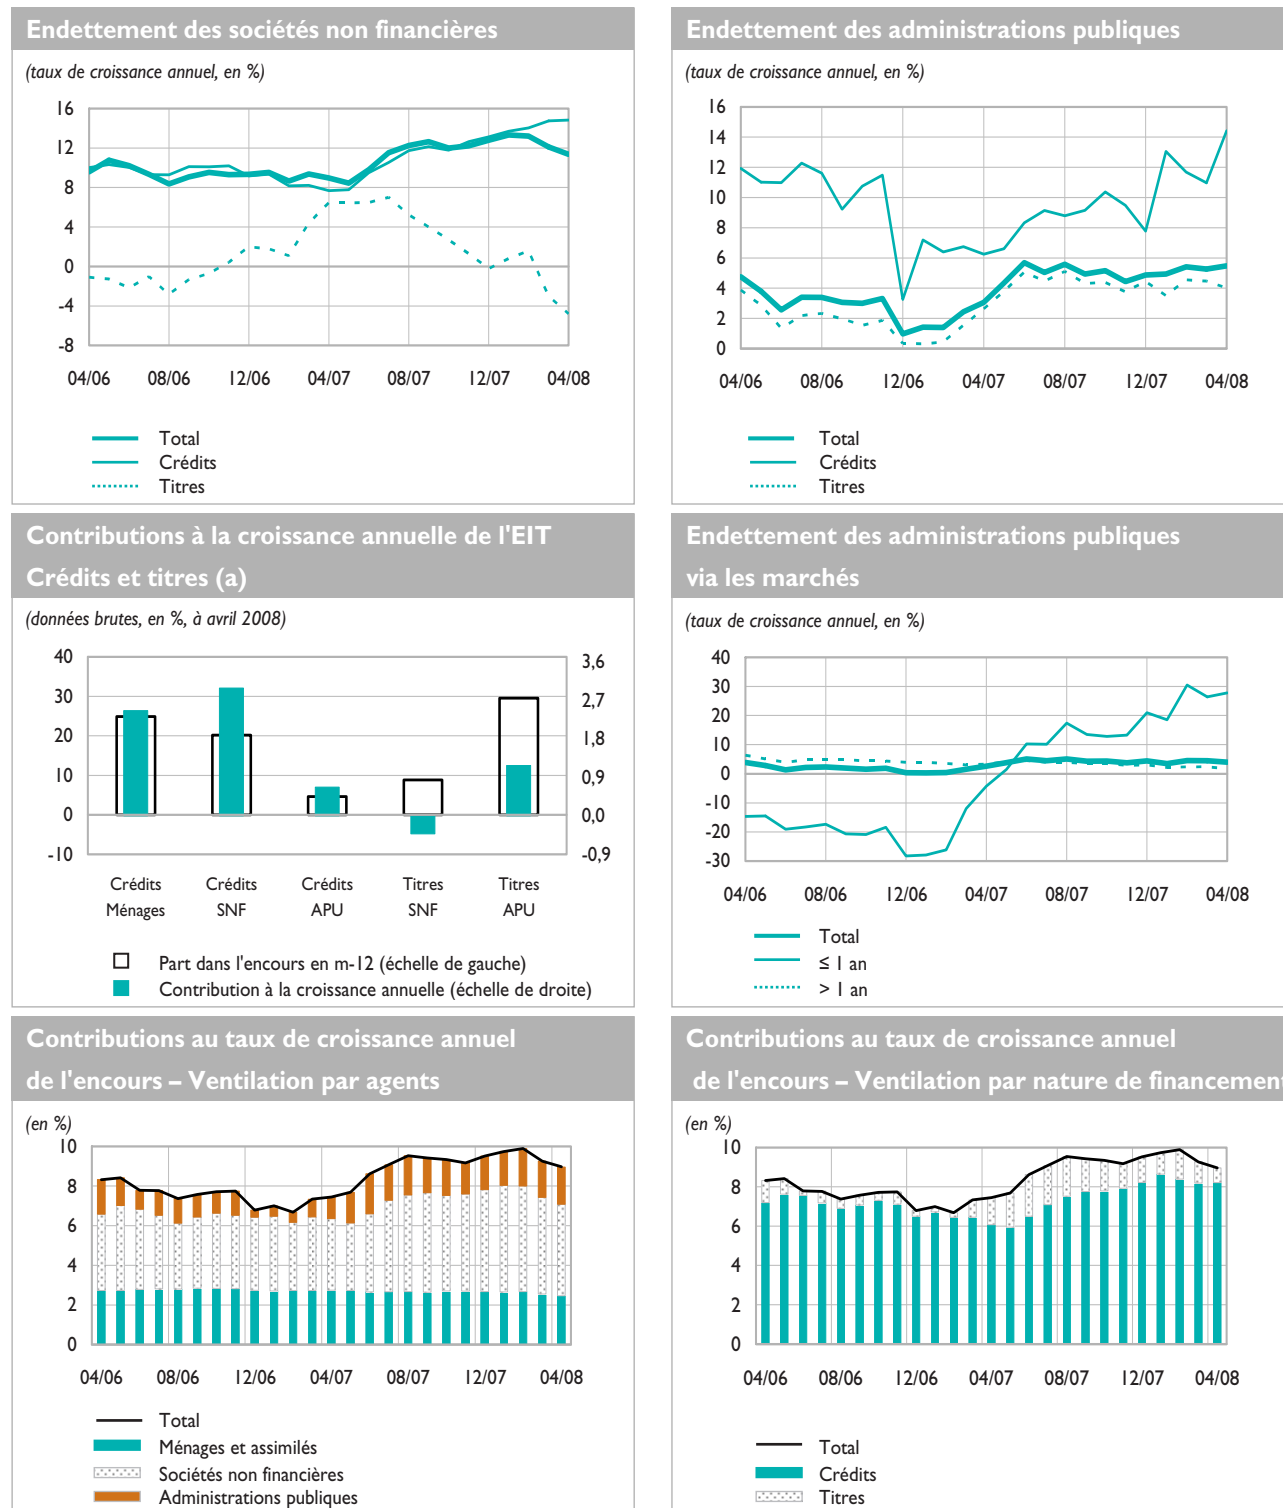 Endettement des sociétés non financières
(taux de croissance annuel, en %)
16
12
8
4
0
-4
-8
04/06 08/06 12/06 04/07 08/07 12/07 04/08
Total
Crédits
Titres
Endettement des administrations publiques
(taux de croissance annuel, en %)
16
14
12
10
8
6
4
2
0
04/06 08/06 12/06 04/07 08/07 12/07 04/08
Total
Crédits
Titres
Contributions à la croissance annuelle de l'EIT
Crédits et titres (a)
(données brutes, en %, à avril 2008)
40
30
20
10
0
-10
3,6
2,7
1,8
0,9
0,0
-0,9
Crédits Crédits Crédits Titres Titres
Ménages SNF APU SNF APU
Part dans l'encours en m-12 (échelle de gauche)
Contribution à la croissance annuelle (échelle de droite)
Endettement des administrations publiques
via les marchés
(taux de croissance annuel, en %)
40
30
20
10
0
-10
-20
-30
04/06 08/06 12/06 04/07 08/07 12/07 04/08
Total
≤ 1 an
> 1 an
Contributions au taux de croissance annuel
de l'encours – Ventilation par agents
(en %)
10
8
6
4
2
0
04/06 08/06 12/06 04/07 08/07 12/07 04/08
Total
Ménages et assimilés
Sociétés non financières
Administrations publiques
Contributions au taux de croissance annuel
de l'encours – Ventilation par nature de financement
(en %)
10
8
6
4
2
0
04/06 08/06 12/06 04/07 08/07 12/07 04/08
Total
Crédits
Titres